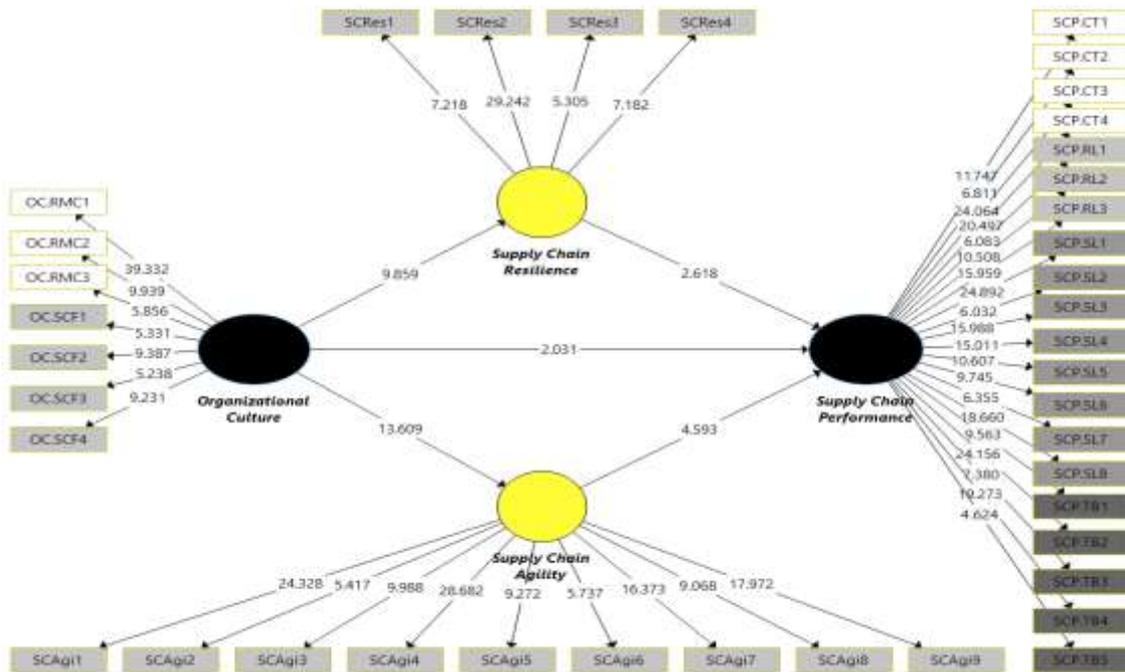 SCRes1
SCRes2
SCRes3
SCRes4
7.218
29.242
5.305
7.182
Supply Chain
Resilience
OC.RMC1
OC.RMC2
OC.RMC3
OC.SCF1
OC.SCF2
OC.SCF3
OC.SCF4
39.332
9.939
5.856
5.331
9.387
5.238
9.231
Organizational
Culture
9.859
2.618
2.031
13.609
4.593
Supply Chain
Performance
11.747
6.811
24.064
20.497
6.083
10.508
15.959
24.892
6.032
15.988
15.011
10.607
9.745
6.355
18.660
9.563
24.156
7.380
19.273
4.624
SCP.CT1
SCP.CT2
SCP.CT3
SCP.CT4
SCP.RL1
SCP.RL2
SCP.RL3
SCP.SL1
SCP.SL2
SCP.SL3
SCP.SL4
SCP.SL5
SCP.SL6
SCP.SL7
SCP.SL8
SCP.TB1
SCP.TB2
SCP.TB3
SCP.TB4
SCP.TB5
Supply Chain
Agility
24.328
5.417
9.988
28.682
9.272
5.737
16.373
9.068
17.972
SCAgi1
SCAgi2
SCAgi3
SCAgi4
SCAgi5
SCAgi6
SCAgi7
SCAgi8
SCAgi9